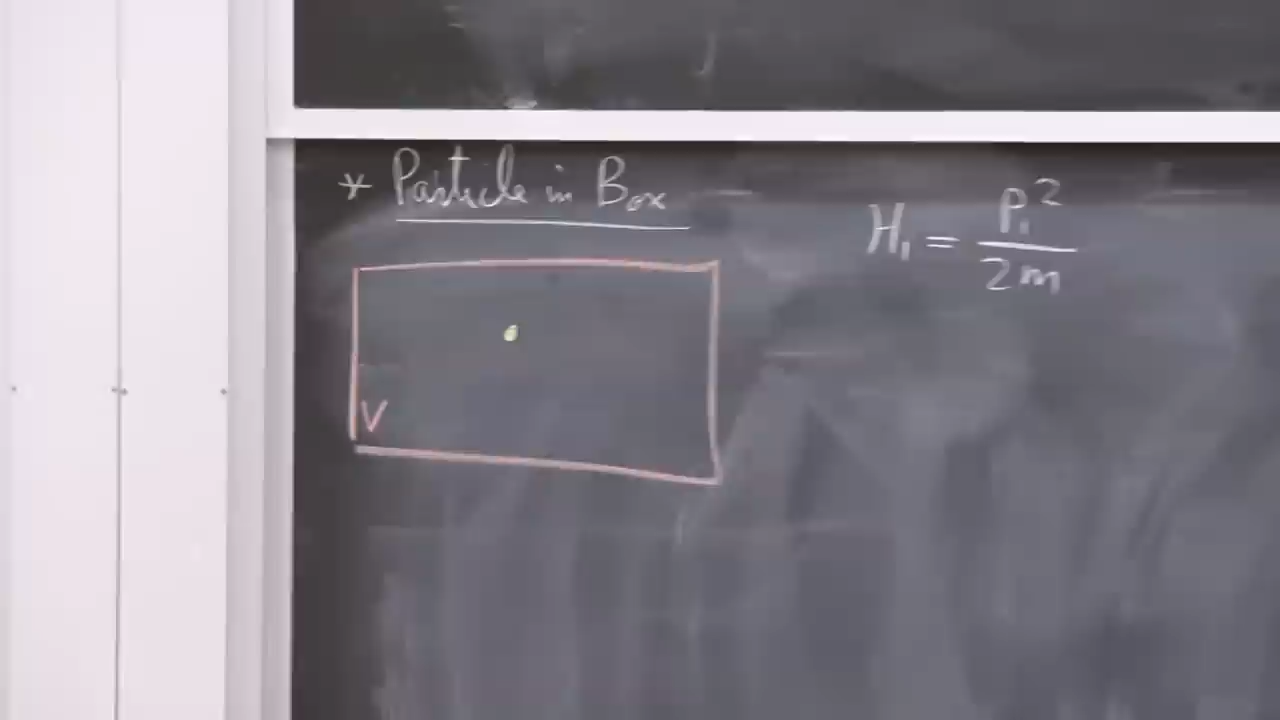 * Particle in Box
H₁ = P₁² / 2m
V